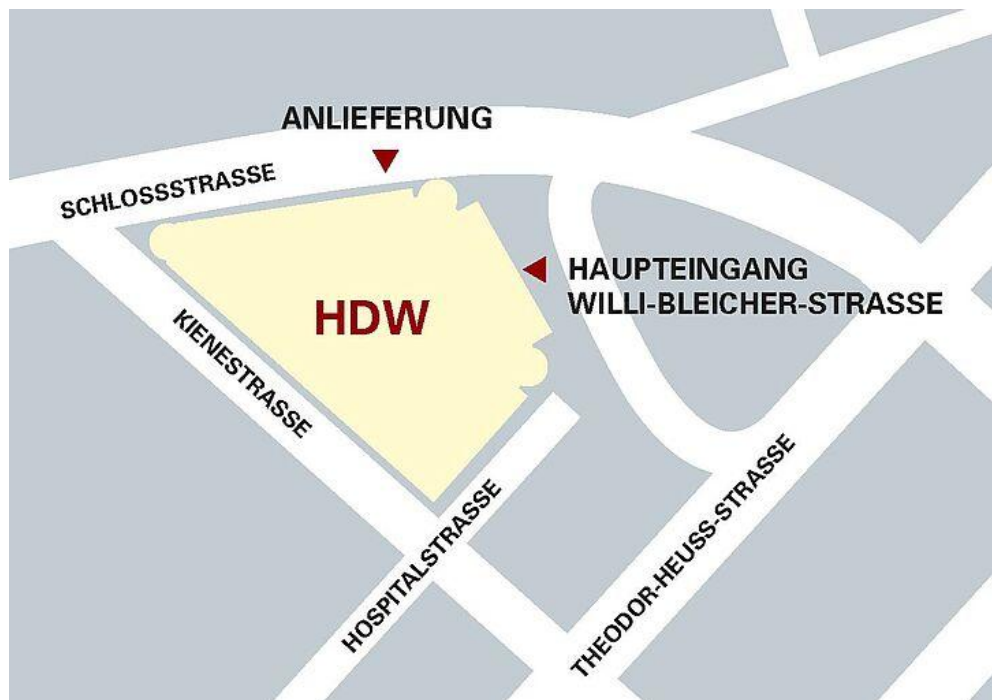 ANLIEFERUNG
SCHLOSSSTRASSE
HAUPTEINGANG
WILLI-BLEICHER-STRASSE
HDW
KIENESTRASSE
HOSPITALSTRASSE
THEODOR-HEUSS-STRASSE